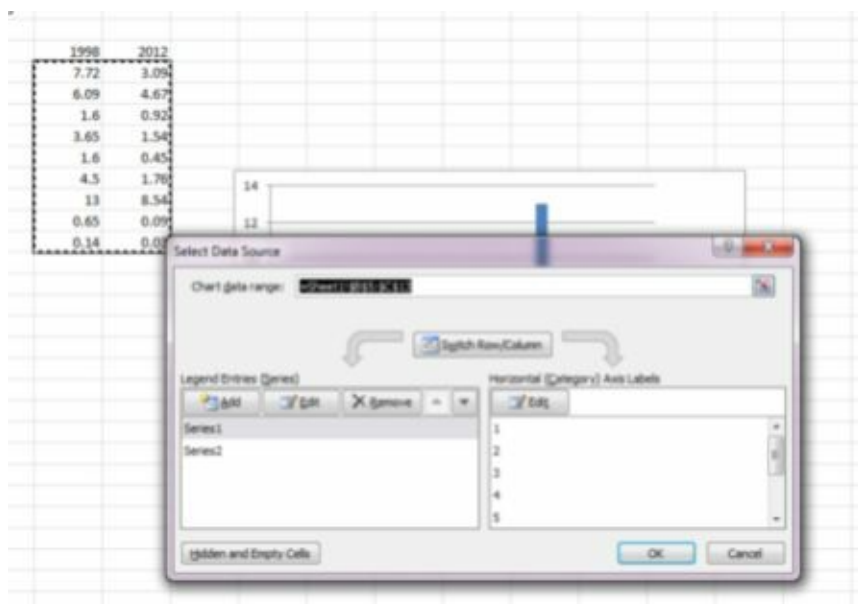 1998 2012
7.72 3.09
6.09 4.67
1.6 0.92
3.65 1.54
1.6 0.45
4.5 1.76
13 8.54
0.65 0.09
0.14
14
12
Select Data Source
Chart data range:
Switch Row/Column
Legend Entries (Series)
Add Edit Remove
Series1
Series2
Horizontal (Category) Axis Labels
Edit
1
2
3
4
5
Hidden and Empty Cells
OK Cancel